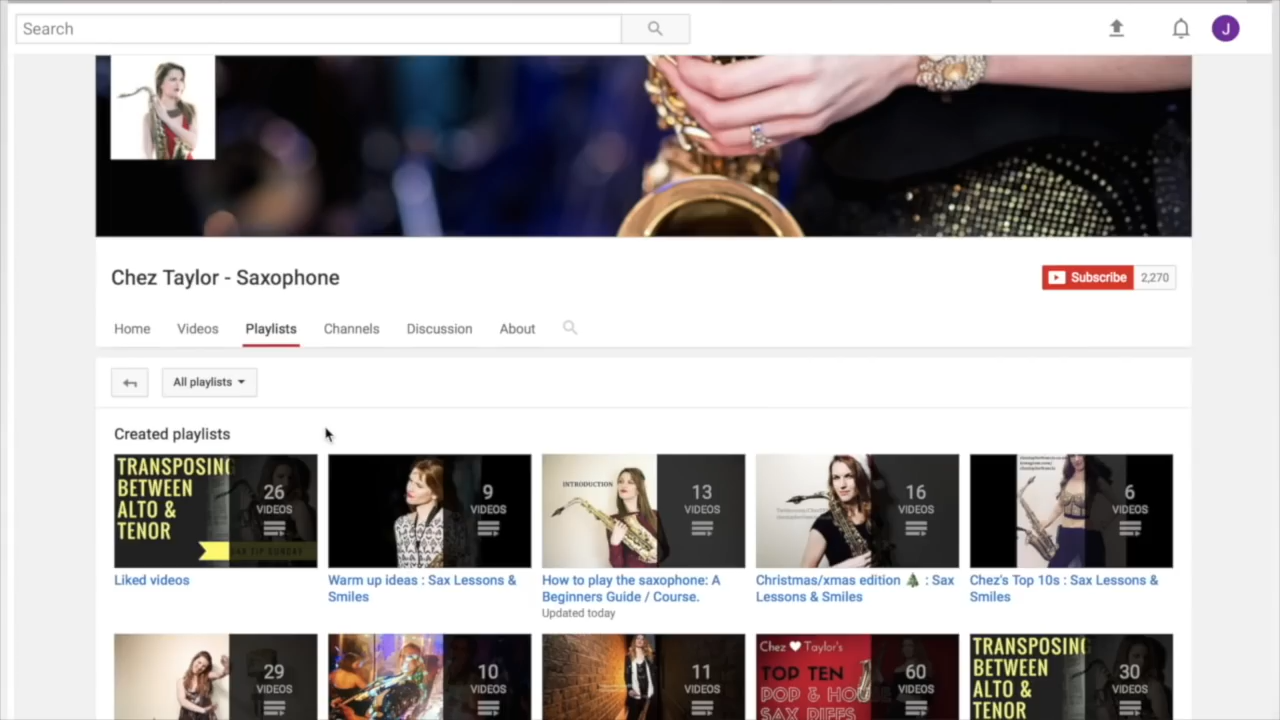 Search
J
Chez Taylor - Saxophone
Subscribe 2,270
Home Videos Playlists Channels Discussion About
All playlists
Created playlists
TRANSPOSING
BETWEEN
ALTO &
TENOR
26
VIDEOS
Liked videos
9
VIDEOS
Warm up ideas : Sax Lessons &
Smiles
INTRODUCTION
13
VIDEOS
How to play the saxophone: A
Beginners Guide / Course.
Updated today
16
VIDEOS
Christmas/xmas edition 🎄 : Sax
Lessons & Smiles
6
VIDEOS
Chez's Top 10s : Sax Lessons &
Smiles
29
VIDEOS
10
VIDEOS
11
VIDEOS
Chez ♥ Taylor's
TOP TEN
POP & HOU
SAX RIFFS
60
VIDEOS
TRANSPOSING
BETWEEN
ALTO &
TENOR
30
VIDEOS